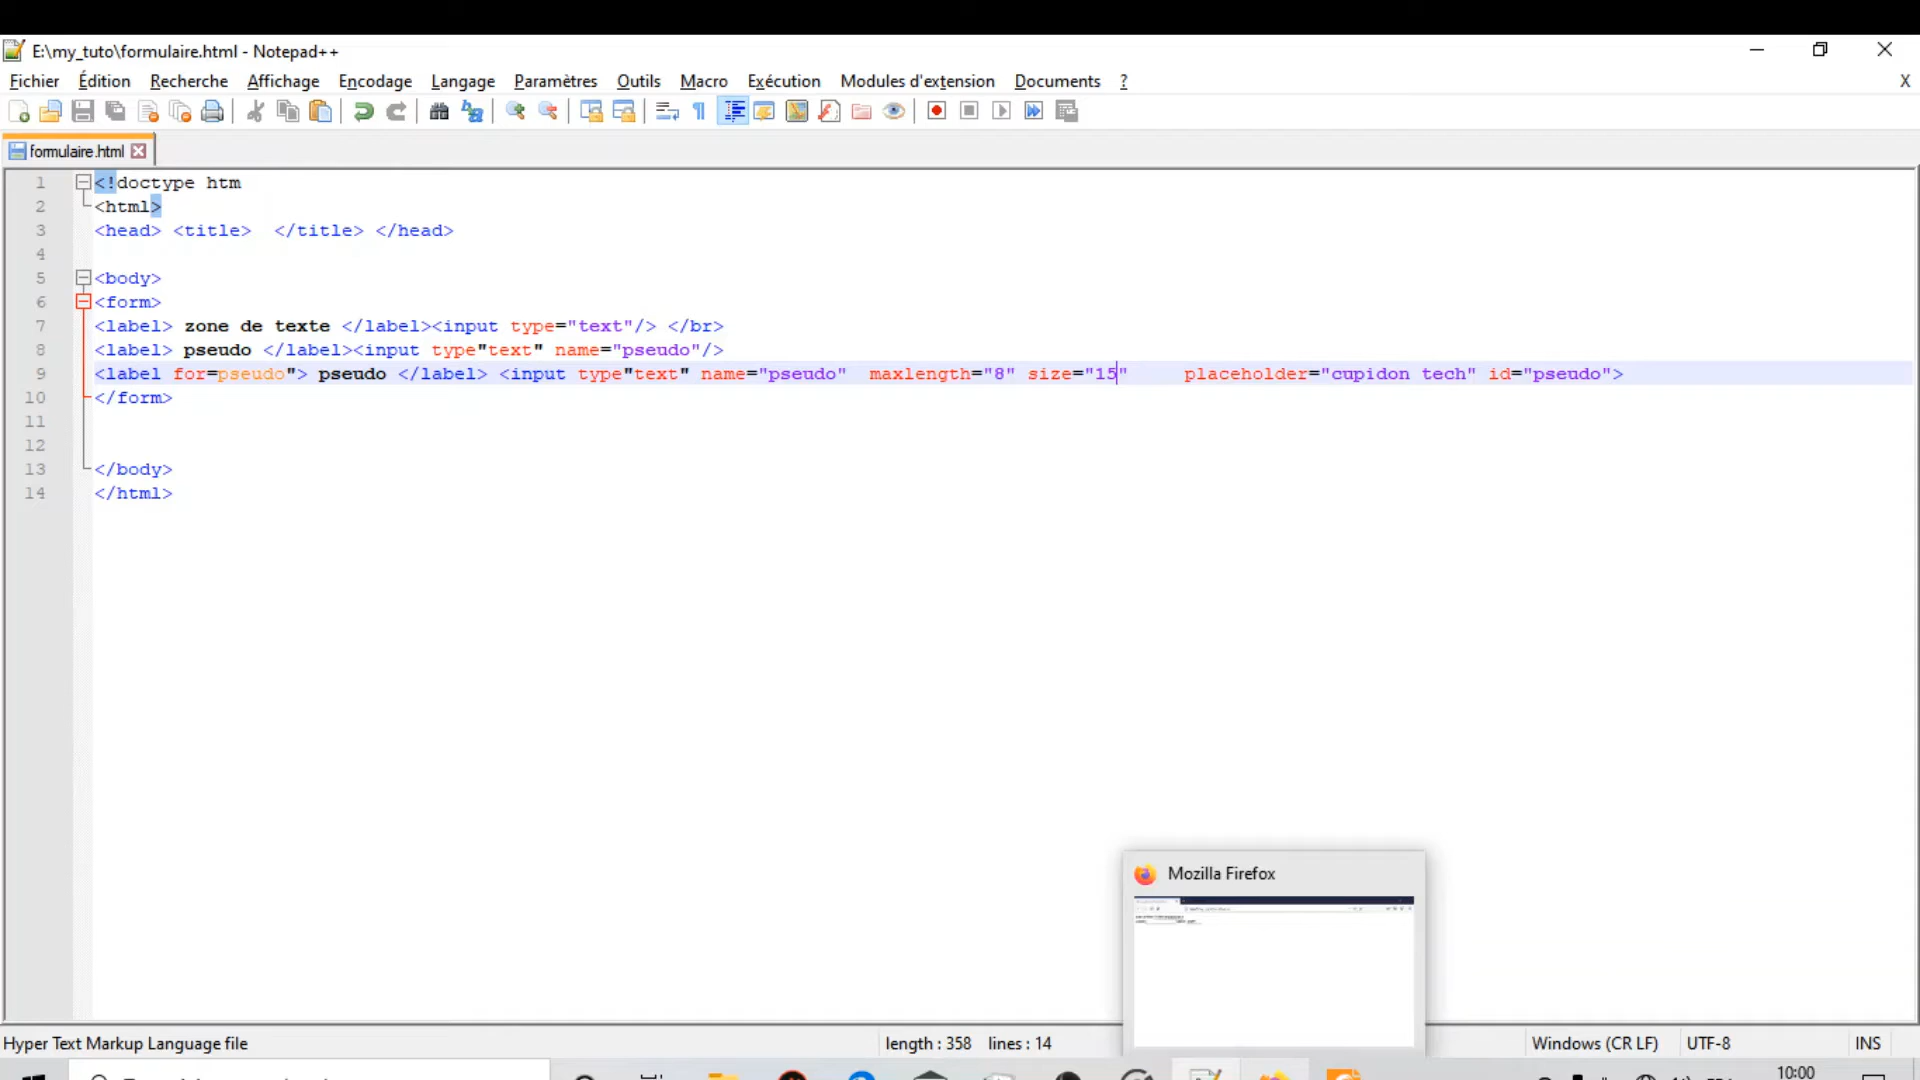 E:\my_tuto\formulaire.html - Notepad++
Fichier Édition Recherche Affichage Encodage Langage Paramètres Outils Macro Exécution Modules d'extension Documents ? X
formulaire.html
1 <!doctype htm
2 <html>
3 <head> <title>  </title> </head>
4
5 <body>
6 <form>
7 <label> zone de texte </label><input type="text"/> </br>
8 <label> pseudo </label><input type"text" name="pseudo"/>
9 <label for=pseudo"> pseudo </label> <input type"text" name="pseudo"  maxlength="8" size="15"     placeholder="cupidon tech" id="pseudo">
10 </form>
11
12
13 </body>
14 </html>
Mozilla Firefox
Hyper Text Markup Language file length : 358 lines : 14 Windows (CR LF) UTF-8 INS
10:00